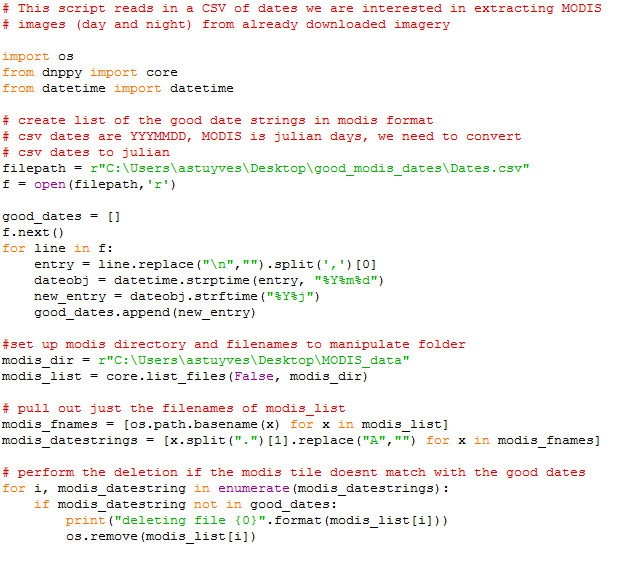 # This script reads in a CSV of dates we are interested in extracting MODIS
# images (day and night) from already downloaded imagery
import os
from dnppy import core
from datetime import datetime
# create list of the good date strings in modis format
# csv dates are YYYMMDD, MODIS is julian days, we need to convert
# csv dates to julian
filepath = r"C:\Users\astuyves\Desktop\good_modis_dates\Dates.csv"
f = open(filepath,'r')
good_dates = []
f.next()
for line in f:
    entry = line.replace("\n","").split(',')[0]
    dateobj = datetime.strptime(entry, "%Y%m%d")
    new_entry = dateobj.strftime("%Y%j")
    good_dates.append(new_entry)
#set up modis directory and filenames to manipulate folder
modis_dir = r"C:\Users\astuyves\Desktop\MODIS_data"
modis_list = core.list_files(False, modis_dir)
# pull out just the filenames of modis_list
modis_fnames = [os.path.basename(x) for x in modis_list]
modis_datestrings = [x.split(".")[1].replace("A","") for x in modis_fnames]
# perform the deletion if the modis tile doesnt match with the good dates
for i, modis_datestring in enumerate(modis_datestrings):
    if modis_datestring not in good_dates:
        print("deleting file {0}".format(modis_list[i]))
        os.remove(modis_list[i])